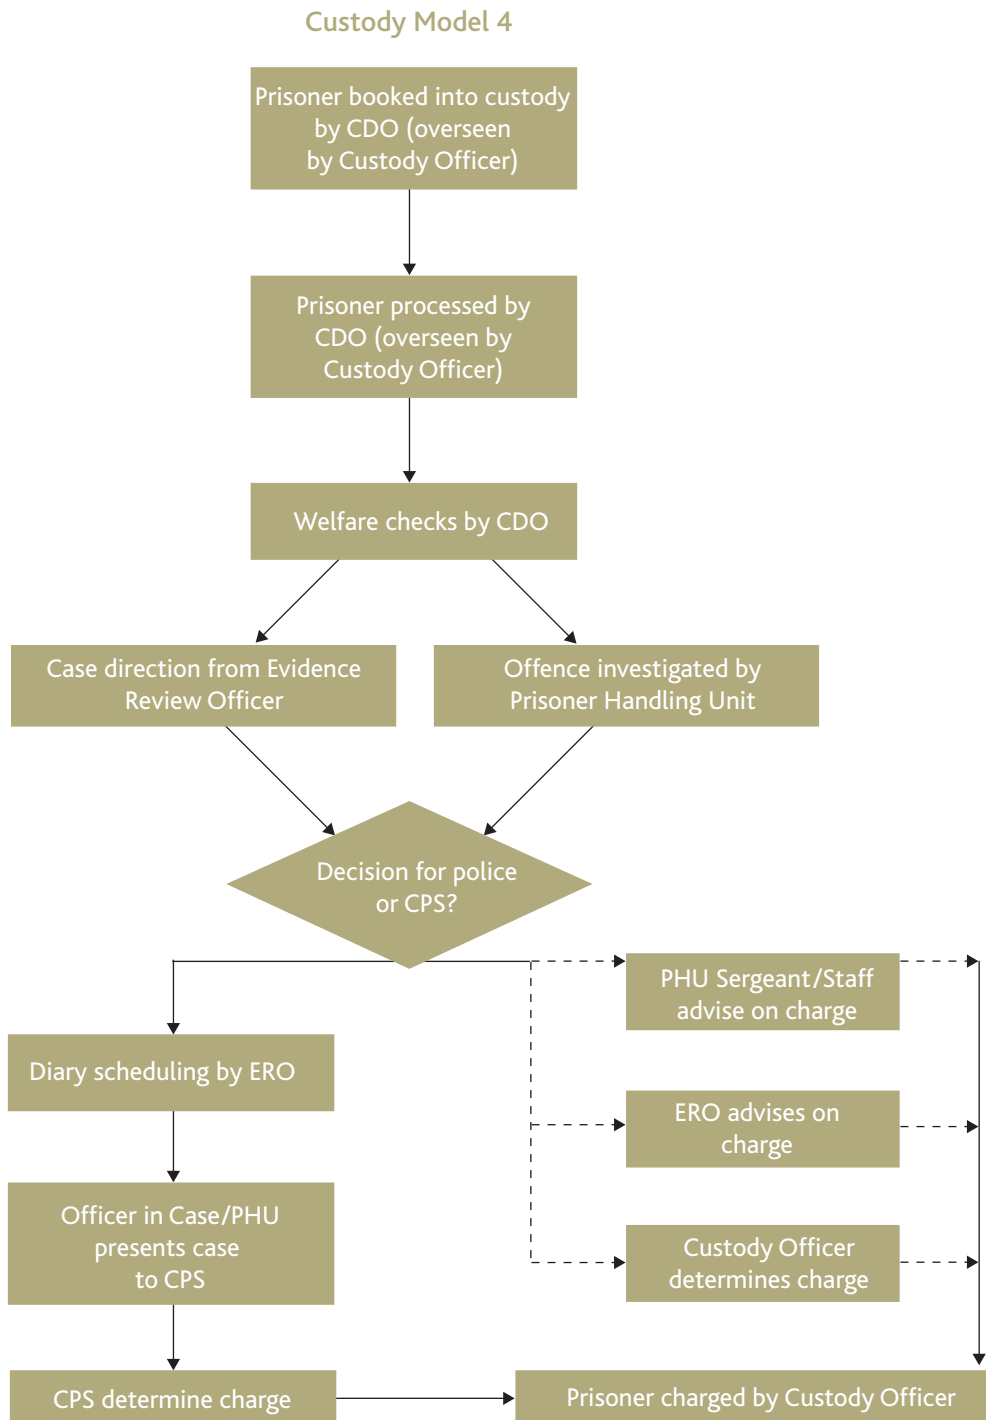 Custody Model 4
Prisoner booked into custody
by CDO (overseen
by Custody Officer)
Prisoner processed by
CDO (overseen by
Custody Officer)
Welfare checks by CDO
Case direction from Evidence
Review Officer
Offence investigated by
Prisoner Handling Unit
Decision for police
or CPS?
PHU Sergeant/Staff
advise on charge
Diary scheduling by ERO
ERO advises on
charge
Officer in Case/PHU
presents case
to CPS
Custody Officer
determines charge
CPS determine charge
Prisoner charged by Custody Officer